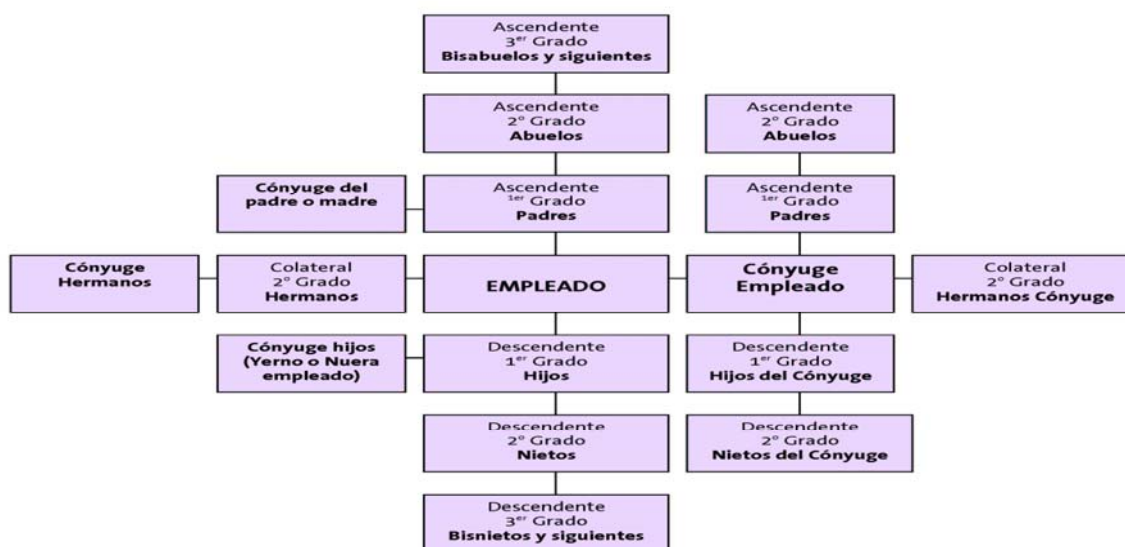 Ascendente
3er Grado
Bisabuelos y siguientes
Ascendente
2º Grado
Abuelos
Ascendente
2º Grado
Abuelos
Cónyuge del
padre o madre
Ascendente
1er Grado
Padres
Ascendente
1er Grado
Padres
Cónyuge
Hermanos
Colateral
2º Grado
Hermanos
EMPLEADO
Cónyuge
Empleado
Colateral
2º Grado
Hermanos Cónyuge
Cónyuge hijos
(Yerno o Nuera
empleado)
Descendente
1er Grado
Hijos
Descendente
1er Grado
Hijos del Cónyuge
Descendente
2º Grado
Nietos
Descendente
2º Grado
Nietos del Cónyuge
Descendente
3er Grado
Bisnietos y siguientes